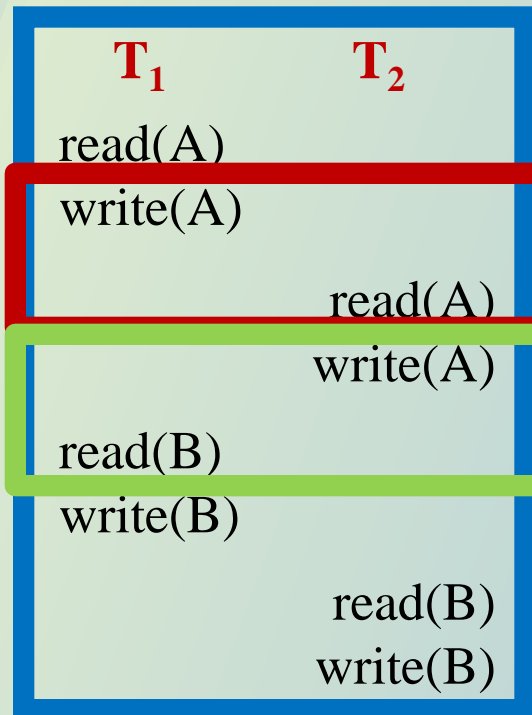 T₁ T₂
read(A)
write(A)
read(A)
write(A)
read(B)
write(B)
read(B)
write(B)